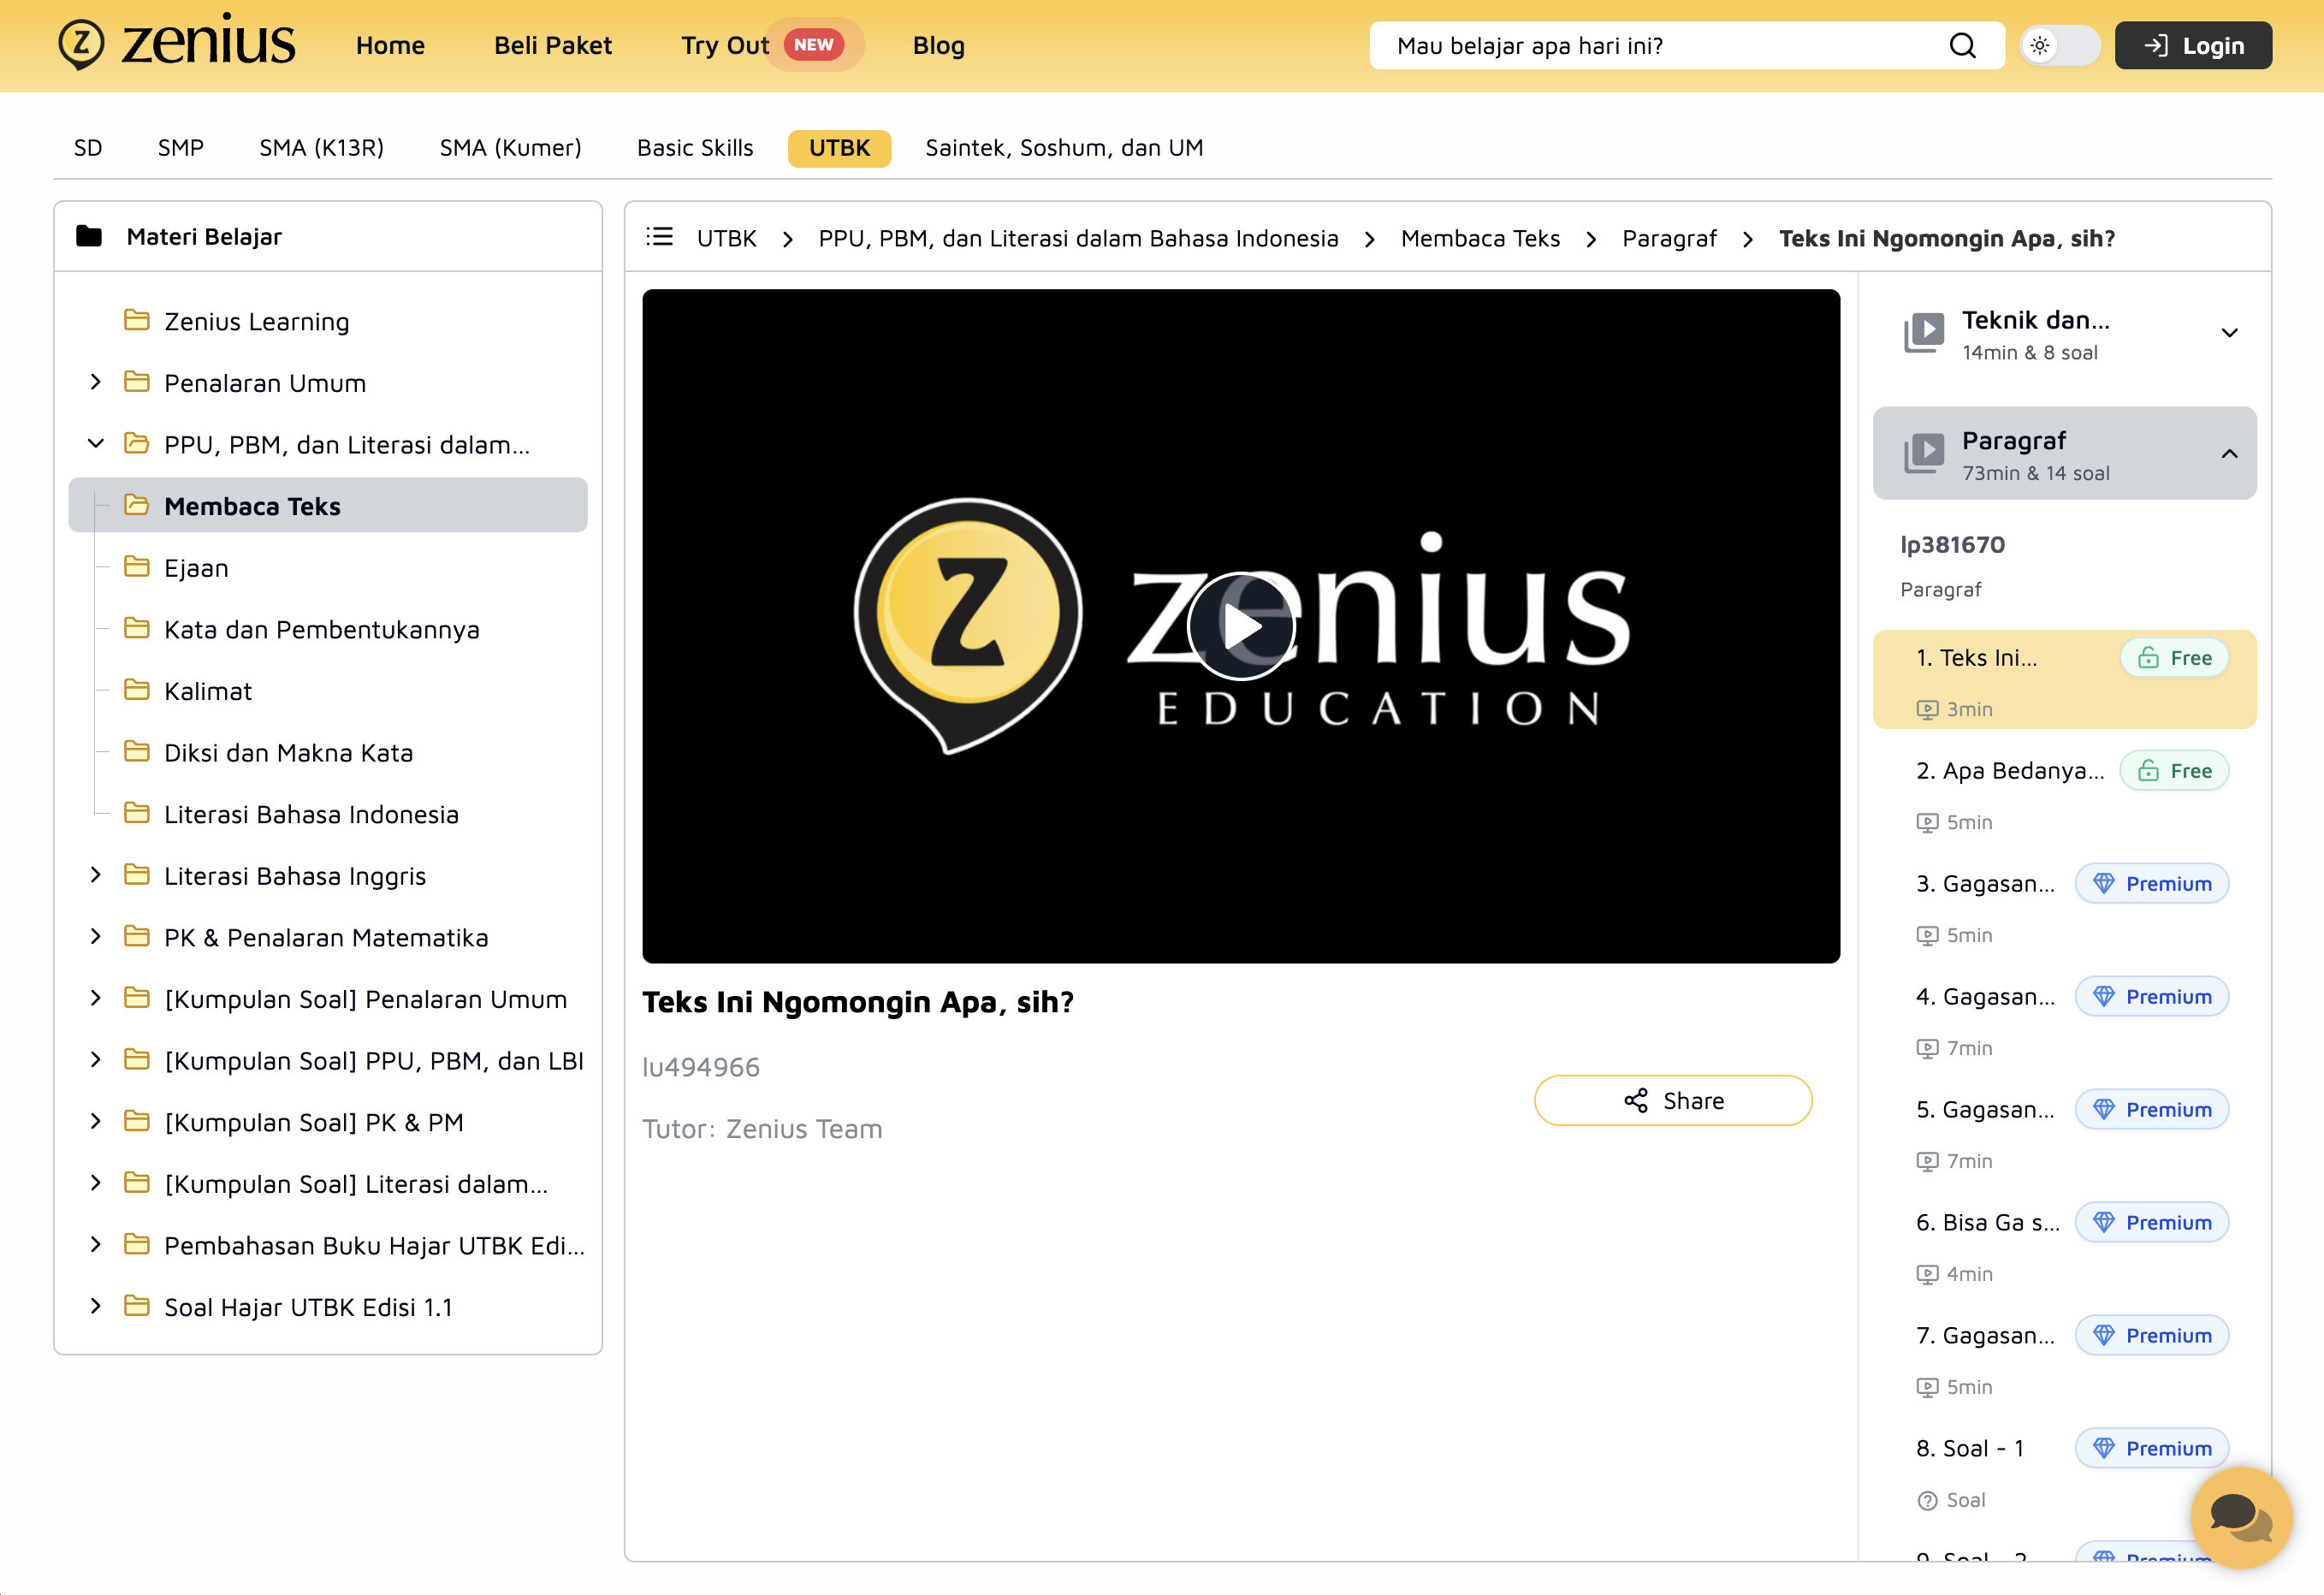 zenius
Home
Beli Paket
Try Out
NEW
Blog
Mau belajar apa hari ini?
Login
SD
SMP
SMA (K13R)
SMA (Kumer)
Basic Skills
UTBK
Saintek, Soshum, dan UM
Materi Belajar
Zenius Learning
Penalaran Umum
PPU, PBM, dan Literasi dalam...
Membaca Teks
Ejaan
Kata dan Pembentukannya
Kalimat
Diksi dan Makna Kata
Literasi Bahasa Indonesia
Literasi Bahasa Inggris
PK & Penalaran Matematika
[Kumpulan Soal] Penalaran Umum
[Kumpulan Soal] PPU, PBM, dan LBI
[Kumpulan Soal] PK & PM
[Kumpulan Soal] Literasi dalam...
Pembahasan Buku Hajar UTBK Edi...
Soal Hajar UTBK Edisi 1.1
UTBK > PPU, PBM, dan Literasi dalam Bahasa Indonesia > Membaca Teks > Paragraf > Teks Ini Ngomongin Apa, sih?
zenius
EDUCATION
Teks Ini Ngomongin Apa, sih?
lu494966
Tutor: Zenius Team
Share
Teknik dan...
14min & 8 soal
Paragraf
73min & 14 soal
lp381670
Paragraf
1. Teks Ini... Free
3min
2. Apa Bedanya... Free
5min
3. Gagasan... Premium
5min
4. Gagasan... Premium
7min
5. Gagasan... Premium
7min
6. Bisa Ga s... Premium
4min
7. Gagasan... Premium
5min
8. Soal - 1 Premium
Soal
9. Soal - 2 Premium